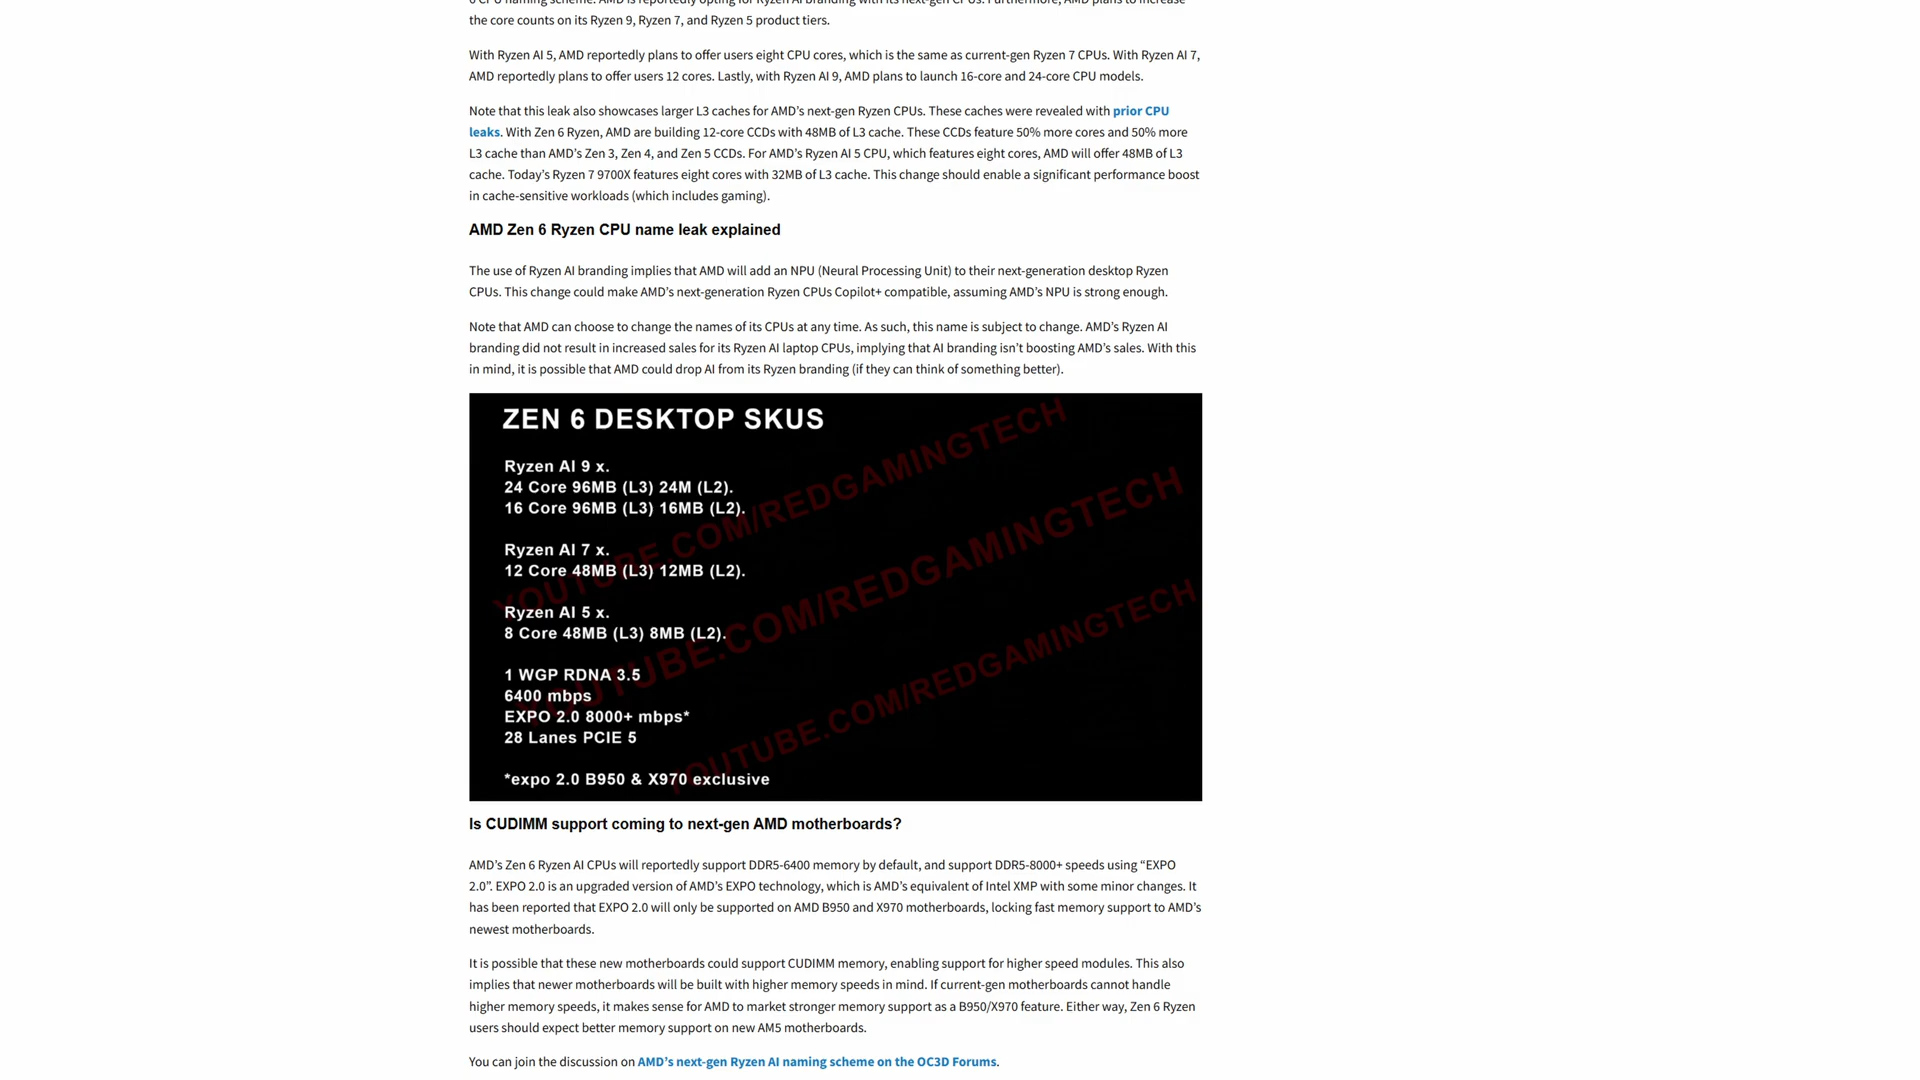 the core counts on its Ryzen 9, Ryzen 7, and Ryzen 5 product tiers.
With Ryzen AI 5, AMD reportedly plans to offer users eight CPU cores, which is the same as current-gen Ryzen 7 CPUs. With Ryzen AI 7,
AMD reportedly plans to offer users 12 cores. Lastly, with Ryzen AI 9, AMD plans to launch 16-core and 24-core CPU models.
Note that this leak also showcases larger L3 caches for AMD's next-gen Ryzen CPUs. These caches were revealed with prior CPU
leaks. With Zen 6 Ryzen, AMD are building 12-core CCDs with 48MB of L3 cache. These CCDs feature 50% more cores and 50% more
L3 cache than AMD's Zen 3, Zen 4, and Zen 5 CCDs. For AMD's Ryzen AI 5 CPU, which features eight cores, AMD will offer 48MB of L3
cache. Today's Ryzen 7 9700X features eight cores with 32MB of L3 cache. This change should enable a significant performance boost
in cache-sensitive workloads (which includes gaming).
AMD Zen 6 Ryzen CPU name leak explained
The use of Ryzen AI branding implies that AMD will add an NPU (Neural Processing Unit) to their next-generation desktop Ryzen
CPUs. This change could make AMD's next-generation Ryzen CPUs Copilot+ compatible, assuming AMD's NPU is strong enough.
Note that AMD can choose to change the names of its CPUs at any time. As such, this name is subject to change. AMD's Ryzen AI
branding did not result in increased sales for its Ryzen AI laptop CPUs, implying that AI branding isn't boosting AMD's sales. With this
in mind, it is possible that AMD could drop AI from its Ryzen branding (if they can think of something better).
ZEN 6 DESKTOP SKUS
Ryzen AI 9 x.
24 Core 96MB (L3) 24M (L2).
16 Core 96MB (L3) 16MB (L2).
Ryzen AI 7 x.
12 Core 48MB (L3) 12MB (L2).
Ryzen AI 5 x.
8 Core 48MB (L3) 8MB (L2).
1 WGP RDNA 3.5
6400 mbps
EXPO 2.0 8000+ mbps*
28 Lanes PCIE 5
*expo 2.0 B950 & X970 exclusive
YOUTUBE.COM/REDGAMINGTECH
YOUTUBE.COM/REDGAMINGTECH
YOUTUBE.COM/REDGAMINGTECH
Is CUDIMM support coming to next-gen AMD motherboards?
AMD's Zen 6 Ryzen AI CPUs will reportedly support DDR5-6400 memory by default, and support DDR5-8000+ speeds using “EXPO
2.0”. EXPO 2.0 is an upgraded version of AMD's EXPO technology, which is AMD's equivalent of Intel XMP with some minor changes. It
has been reported that EXPO 2.0 will only be supported on AMD B950 and X970 motherboards, locking fast memory support to AMD's
newest motherboards.
It is possible that these new motherboards could support CUDIMM memory, enabling support for higher speed modules. This also
implies that newer motherboards will be built with higher memory speeds in mind. If current-gen motherboards cannot handle
higher memory speeds, it makes sense for AMD to market stronger memory support as a B950/X970 feature. Either way, Zen 6 Ryzen
users should expect better memory support on new AM5 motherboards.
You can join the discussion on AMD's next-gen Ryzen AI naming scheme on the OC3D Forums.